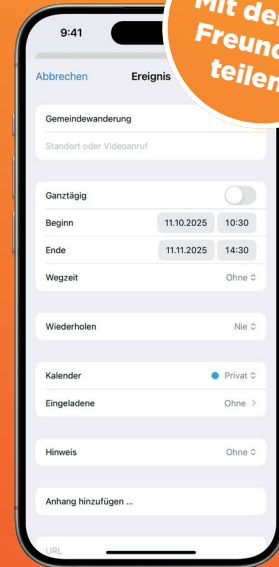 Mit de
Freund
teilen
9:41
Abbrechen Ereignis
Gemeindewanderung
Standort oder Videoanruf
Ganztägig
Beginn 11.10.2025 10:30
Ende 11.11.2025 14:30
Wegzeit Ohne
Wiederholen Nie
Kalender Privat
Eingeladene Ohne
Hinweis Ohne
Anhang hinzufügen ...
URL